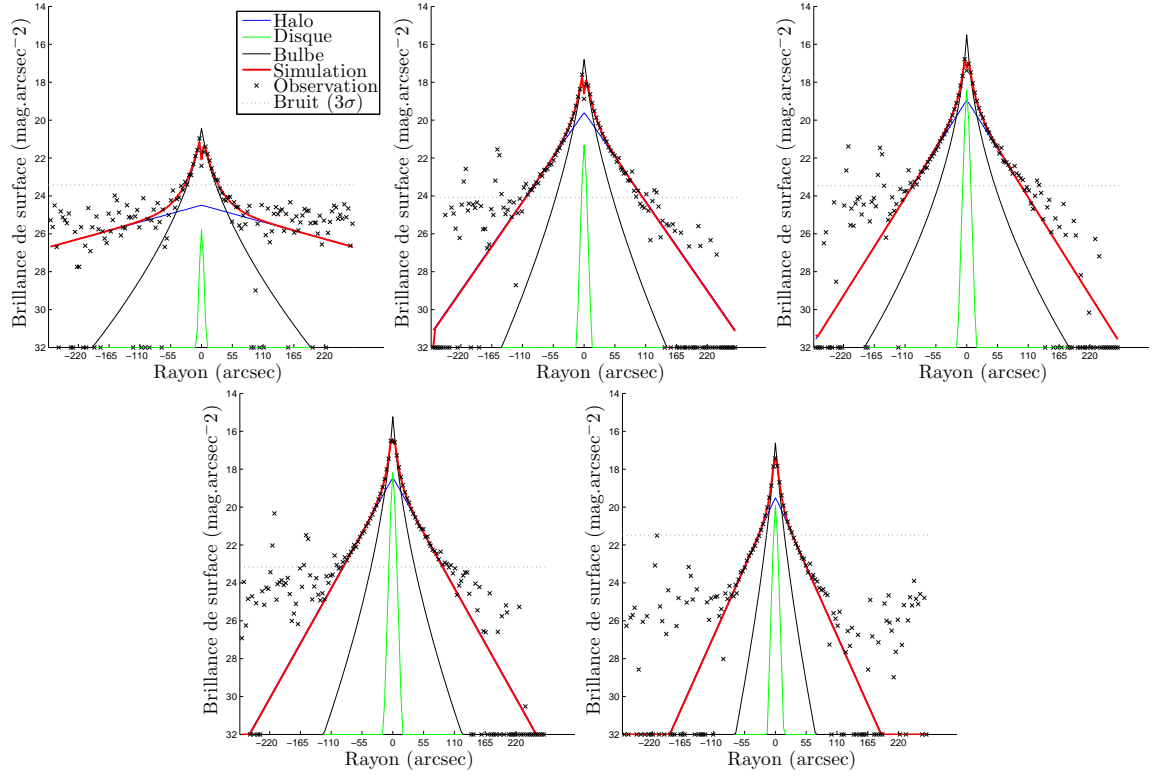 Brillance de surface (mag.arcsec−2)
14
16
18
20
22
24
26
28
30
32
−220 −165 −110 −55 0 55 110 165 220
Rayon (arcsec)
Halo
Disque
Bulbe
Simulation
Observation
Bruit (3σ)
Brillance de surface (mag.arcsec−2)
14
16
18
20
22
24
26
28
30
32
−220 −165 −110 −55 0 55 110 165 220
Rayon (arcsec)
Brillance de surface (mag.arcsec−2)
14
16
18
20
22
24
26
28
30
32
−220 −165 −110 −55 0 55 110 165 220
Rayon (arcsec)
Brillance de surface (mag.arcsec−2)
14
16
18
20
22
24
26
28
30
32
−220 −165 −110 −55 0 55 110 165 220
Rayon (arcsec)
Brillance de surface (mag.arcsec−2)
14
16
18
20
22
24
26
28
30
32
−220 −165 −110 −55 0 55 110 165 220
Rayon (arcsec)